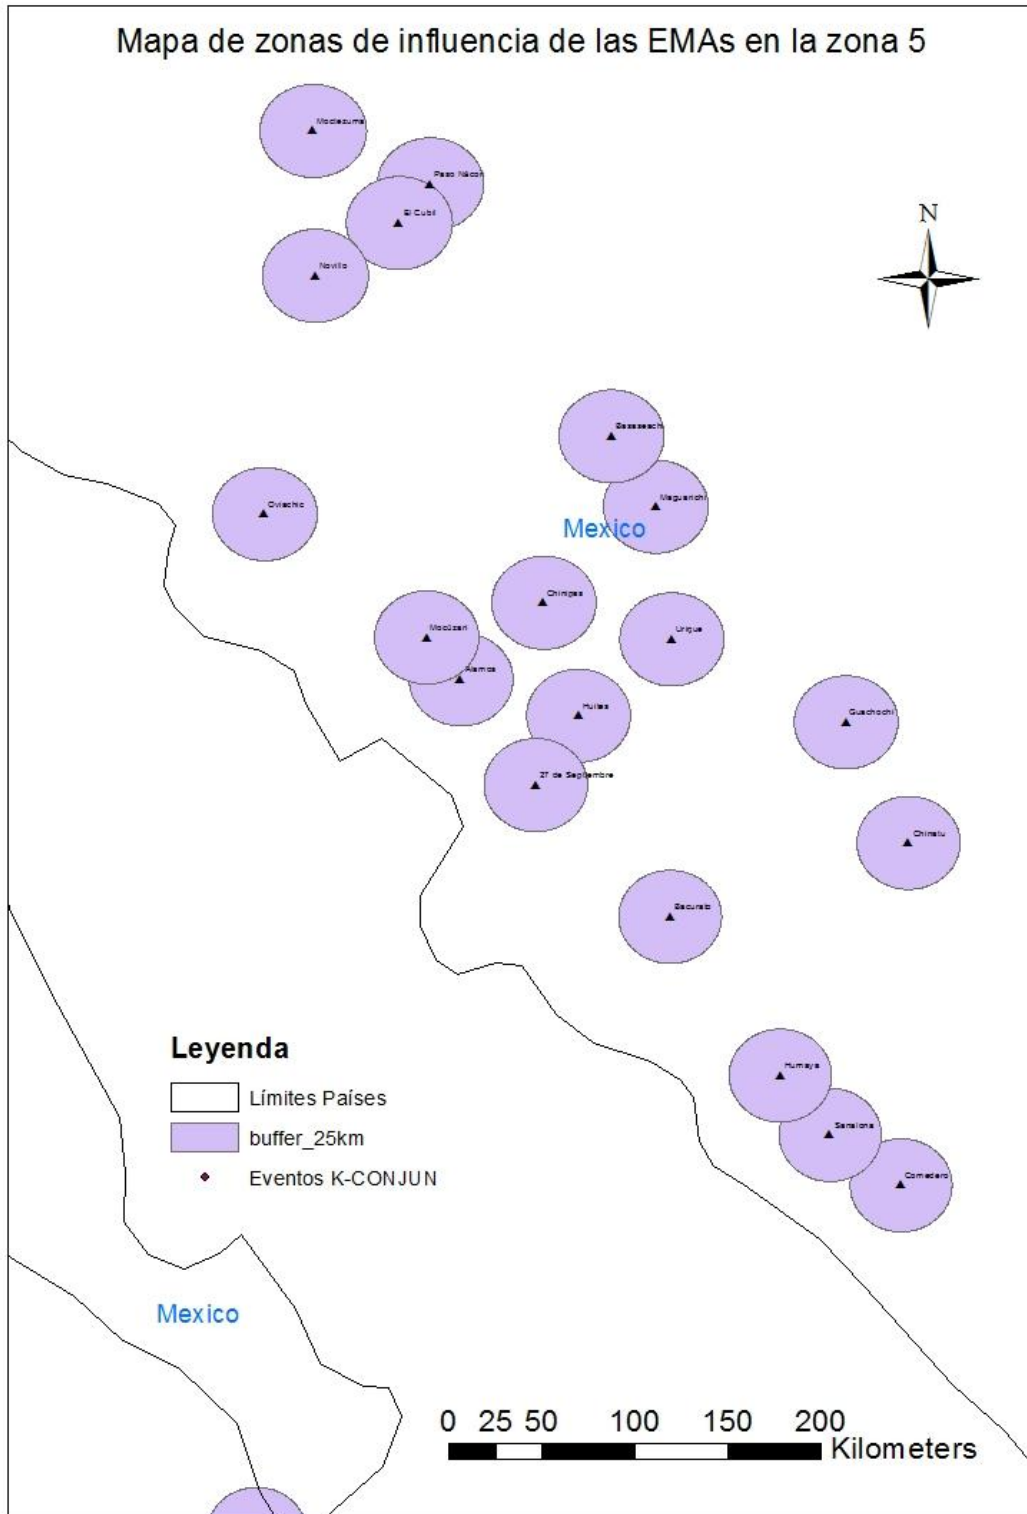 Mapa de zonas de influencia de las EMAs en la zona 5
Moctezuma
Paso Nácori
El Cubil
Novillo
N
Basaseachi
Maguarichi
Oviachic
Mexico
Chinipas
Mocúzari
Urique
Alamos
Huites
Guachochi
27 de Septiembre
Chinatu
Bacurato
Humaya
Sanalona
Comedero
Leyenda
Límites Países
buffer_25km
Eventos K-CONJUN
Mexico
0 25 50 100 150 200
Kilometers